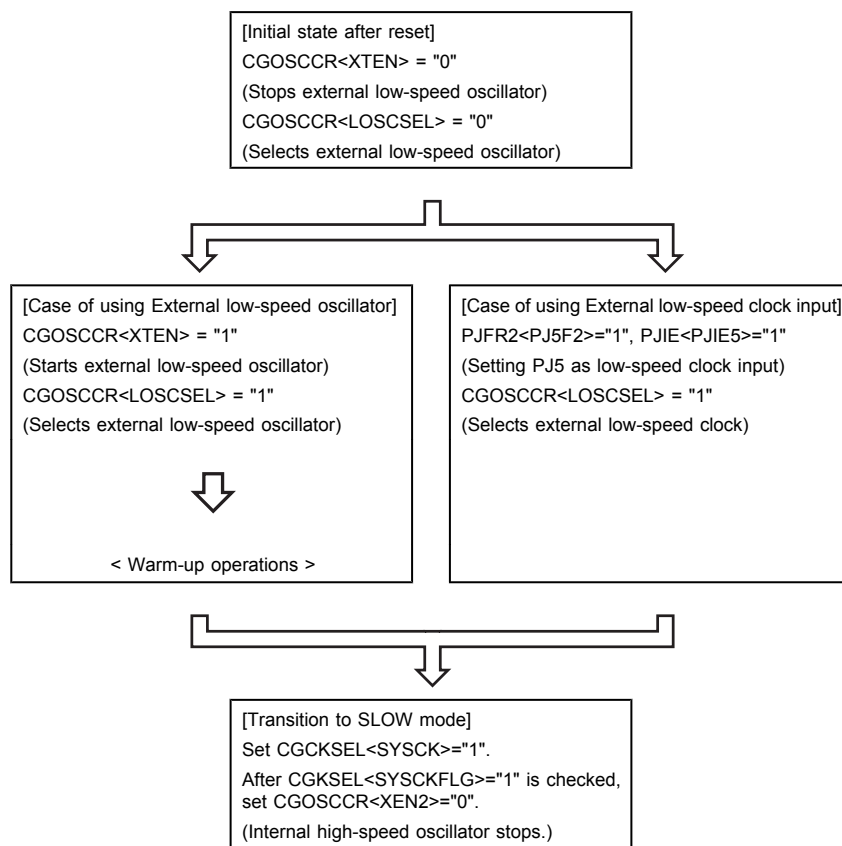 [Initial state after reset]
CGOSCCR<XTEN> = "0"
(Stops external low-speed oscillator)
CGOSCCR<LOSCSEL> = "0"
(Selects external low-speed oscillator)
[Case of using External low-speed oscillator]
CGOSCCR<XTEN> = "1"
(Starts external low-speed oscillator)
CGOSCCR<LOSCSEL> = "1"
(Selects external low-speed oscillator)
< Warm-up operations >
[Case of using External low-speed clock input]
PJFR2<PJ5F2>="1", PJIE<PJIE5>="1"
(Setting PJ5 as low-speed clock input)
CGOSCCR<LOSCSEL> = "1"
(Selects external low-speed clock)
[Transition to SLOW mode]
Set CGCKSEL<SYSCK>="1".
After CGKSEL<SYSCKFLG>="1" is checked,
set CGOSCCR<XEN2>="0".
(Internal high-speed oscillator stops.)